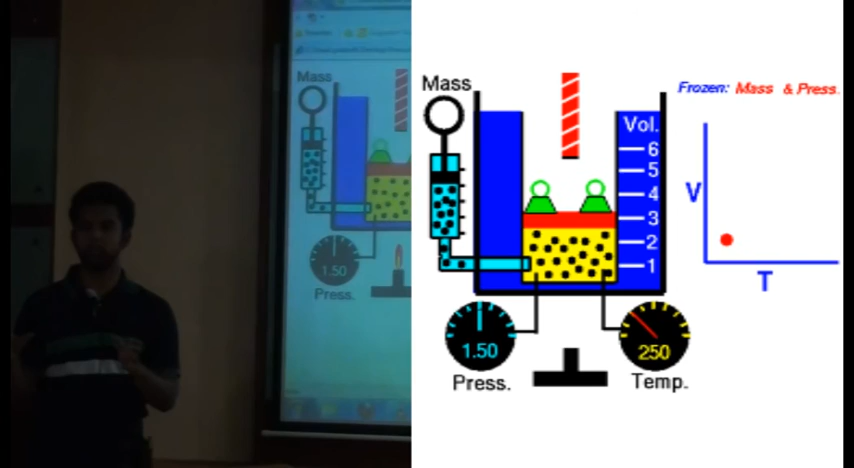 Mass
1.50
Press.
Mass
Frozen: Mass & Press.
Vol.
6
5
4
3
2
1
V
T
1.50
250
Press.
Temp.